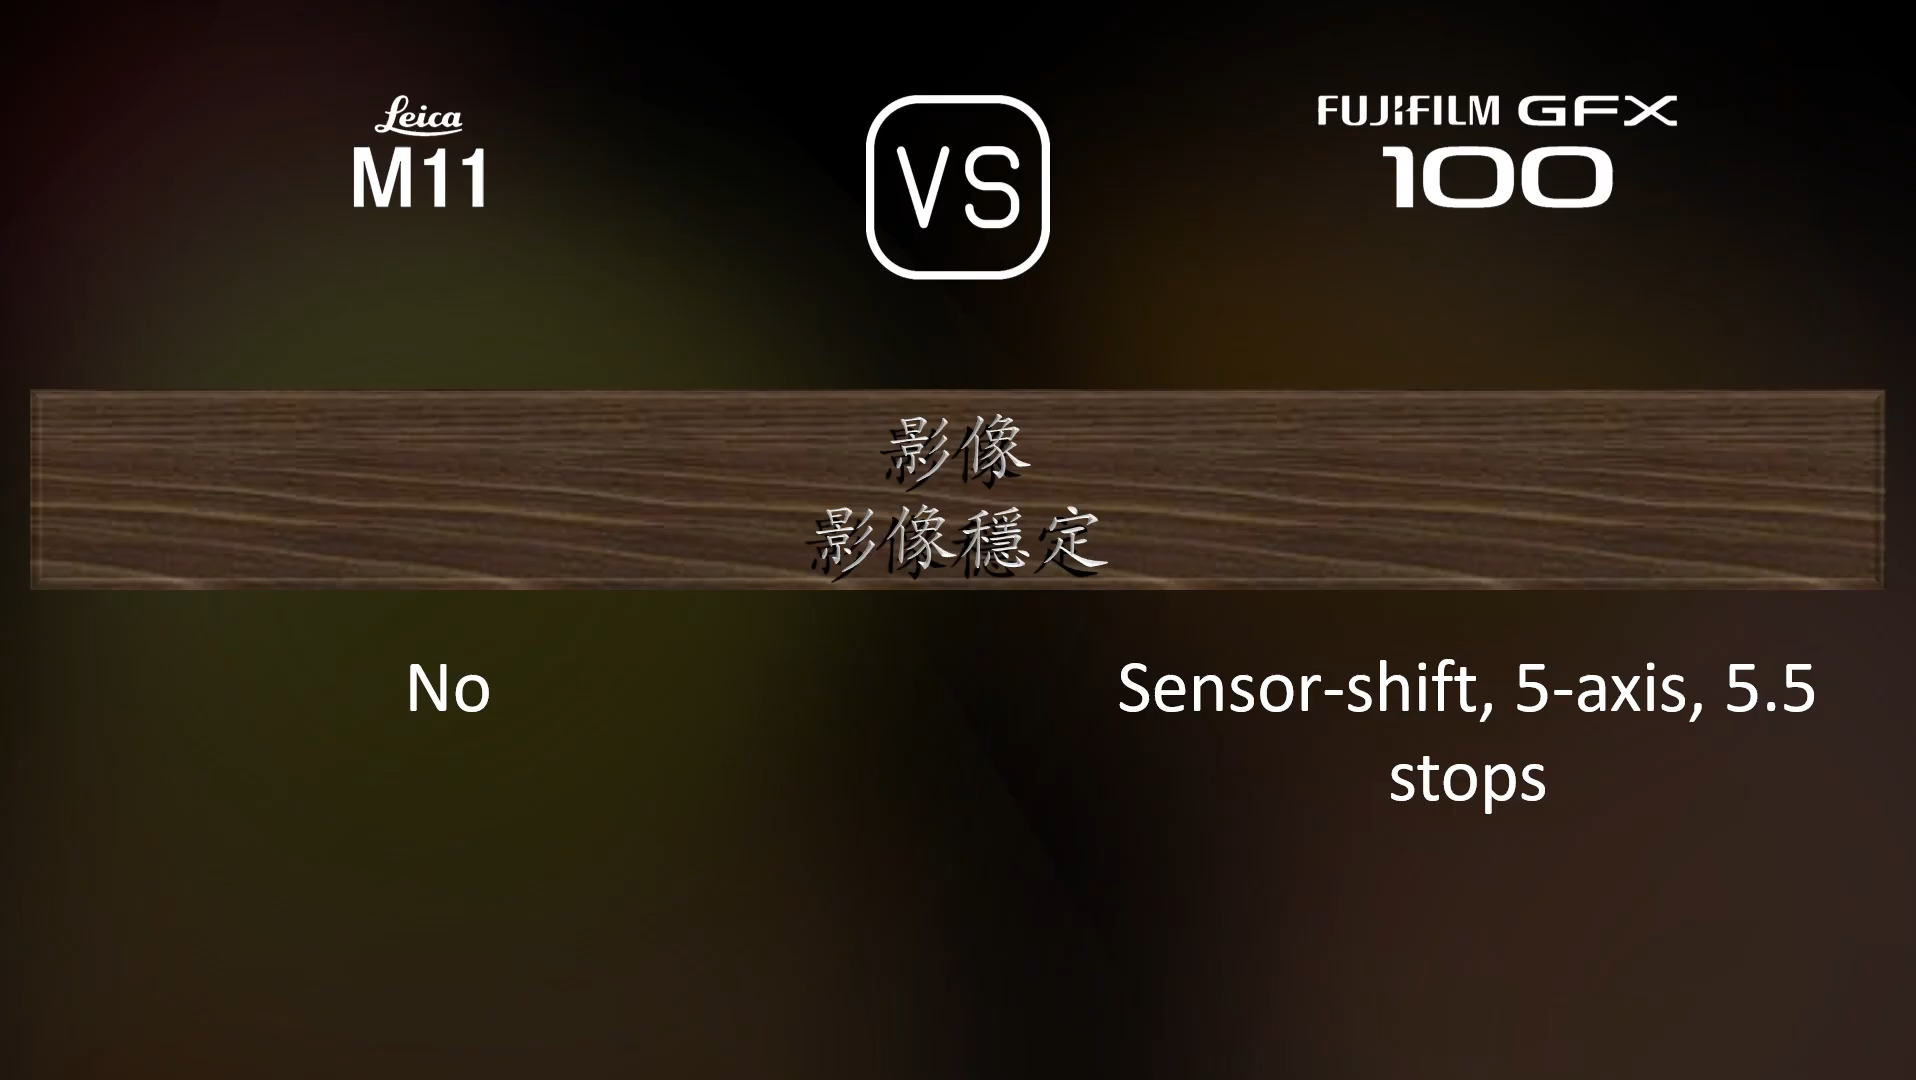 Leica
M11
VS
FUJIFILM GFX
100
影像
影像穩定
No
Sensor-shift, 5-axis, 5.5
stops